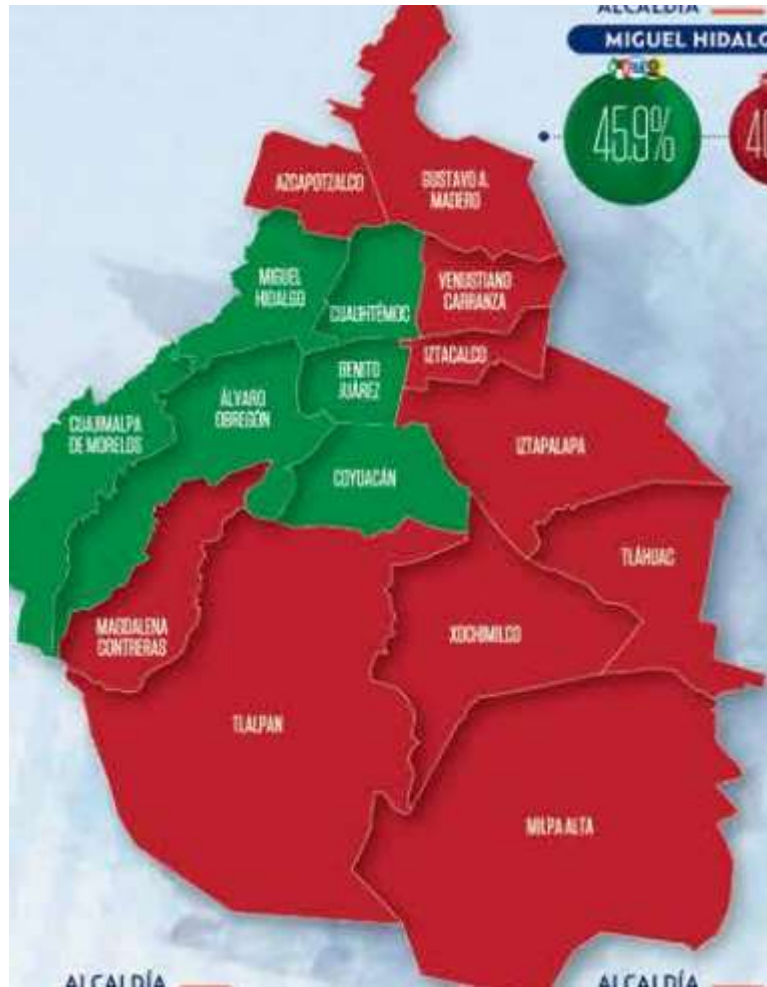 ALCALDÍA
MIGUEL HIDALGO
45.9%
AZCAPOTZALCO
GUSTAVO A.
MADERO
MIGUEL
HIDALGO
CUAUHTÉMOC
VENUSTIANO
CARRANZA
IZTACALCO
BENITO
JUÁREZ
ÁLVARO
OBREGÓN
CUAJIMALPA
DE MORELOS
COYOACÁN
IZTAPALAPA
TLÁHUAC
MAGDALENA
CONTRERAS
XOCHIMILCO
TLALPAN
MILPA ALTA
ALCALDÍA
ALCALDÍA